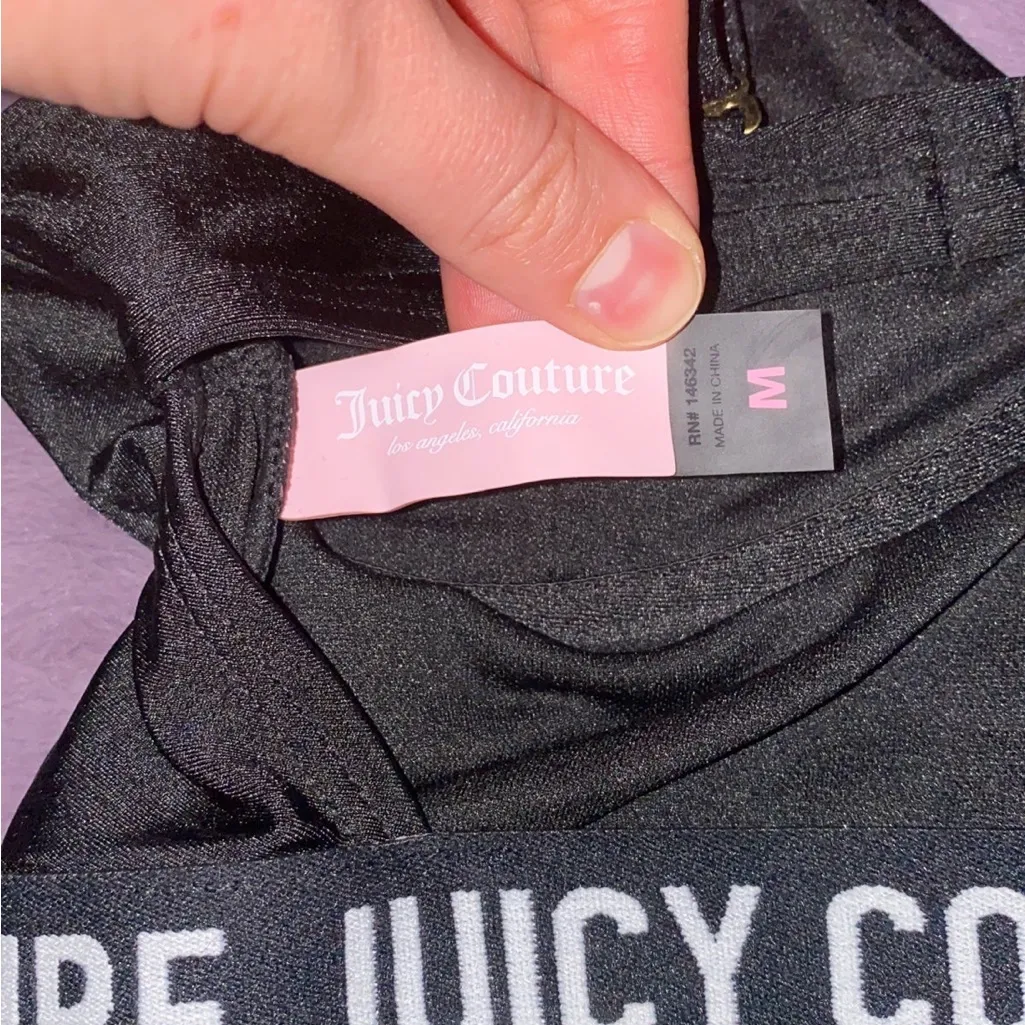 Juicy Couture
los angeles, california
RN# 146342
MADE IN CHINA
M
URE JUICY CO